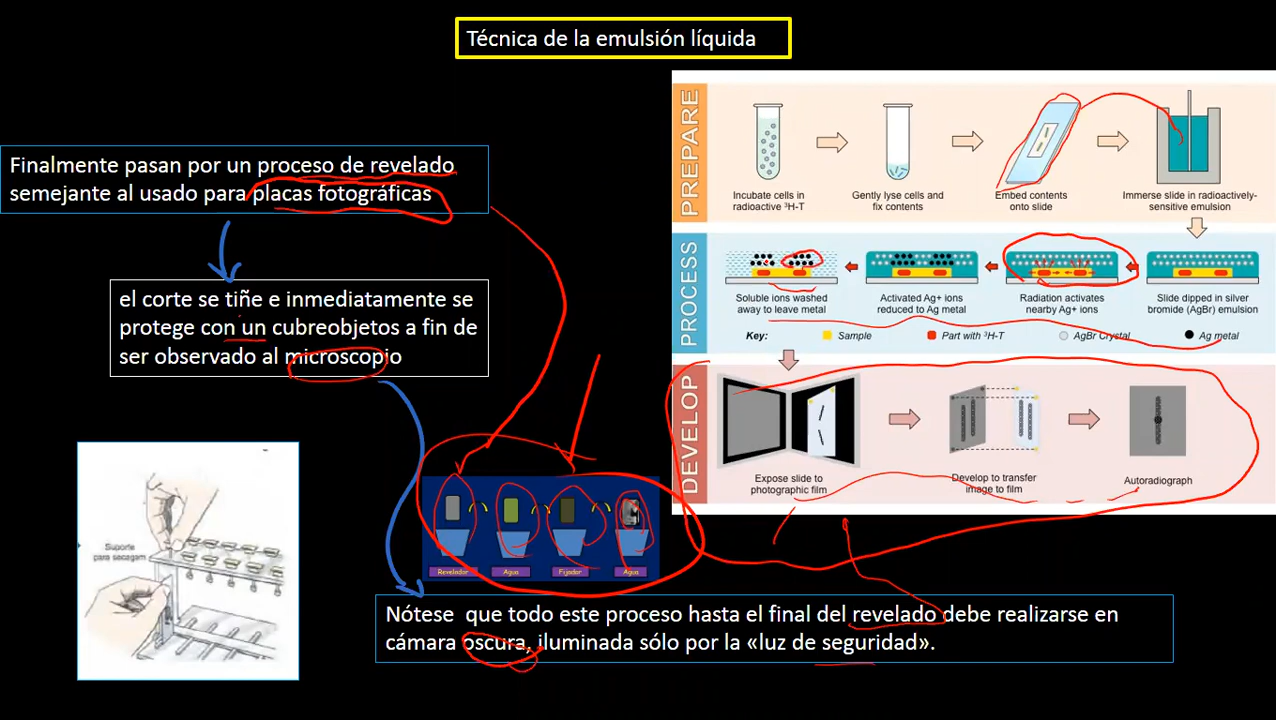 Técnica de la emulsión líquida
Finalmente pasan por un proceso de revelado
semejante al usado para placas fotográficas
el corte se tiñe e inmediatamente se
protege con un cubreobjetos a fin de
ser observado al microscopio
Suporte
para secagem
Revelador
Agua
Fijador
Agua
Nótese que todo este proceso hasta el final del revelado debe realizarse en
cámara oscura, iluminada sólo por la «luz de seguridad».
PREPARE
Incubate cells in
radioactive ³H-T
Gently lyse cells and
fix contents
Embed contents
onto slide
Immerse slide in radioactively-
sensitive emulsion
PROCESS
Soluble ions washed
away to leave metal
Activated Ag+ ions
reduced to Ag metal
Radiation activates
nearby Ag+ ions
Slide dipped in silver
bromide (AgBr) emulsion
Key:
Sample
Part with ³H-T
AgBr Crystal
Ag metal
DEVELOP
Expose slide to
photographic film
Develop to transfer
image to film
Autoradiograph